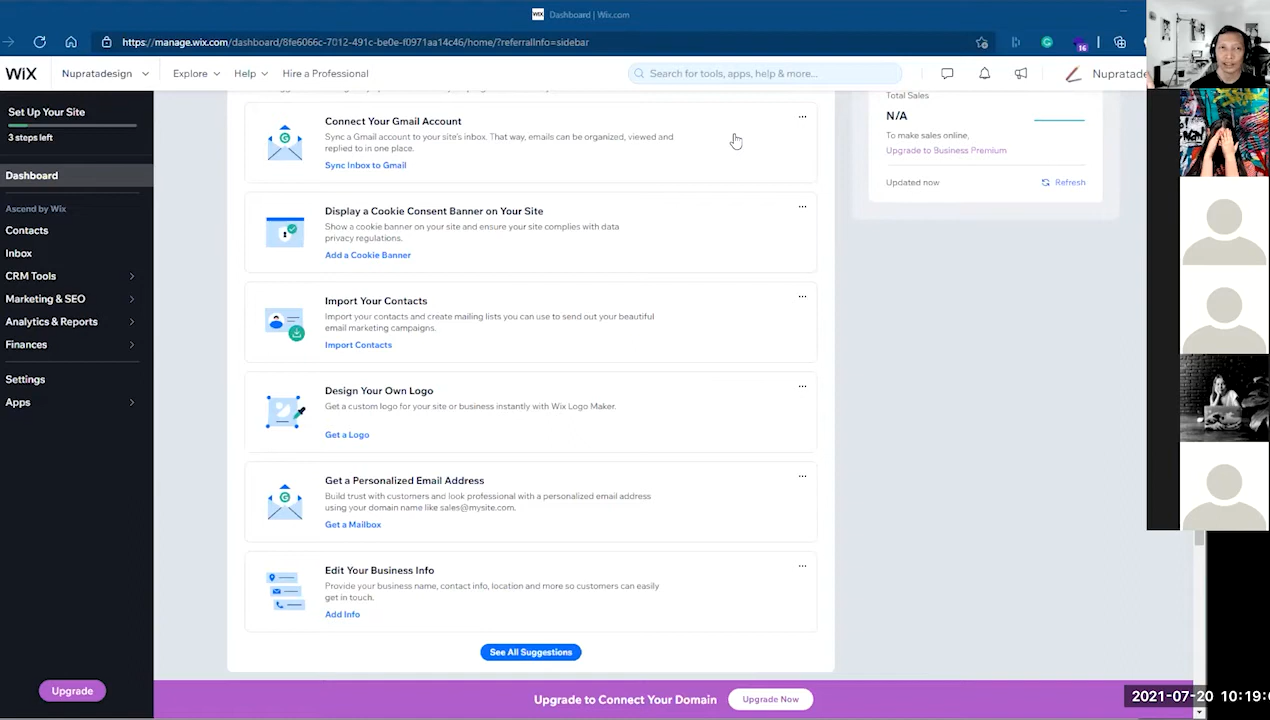 Dashboard | Wix.com
https://manage.wix.com/dashboard/8fe6066c-7012-491c-be0e-f0971aa14c46/home/?referralInfo=sidebar
16
WiX
Nupratadesign
Explore
Help
Hire a Professional
Search for tools, apps, help & more...
Nupratade
Set Up Your Site
3 steps left
Dashboard
Ascend by Wix
Contacts
Inbox
CRM Tools
Marketing & SEO
Analytics & Reports
Finances
Settings
Apps
Upgrade
Connect Your Gmail Account
Sync a Gmail account to your site's inbox. That way, emails can be organized, viewed and
replied to in one place.
Sync Inbox to Gmail
Display a Cookie Consent Banner on Your Site
Show a cookie banner on your site and ensure your site complies with data
privacy regulations.
Add a Cookie Banner
Import Your Contacts
Import your contacts and create mailing lists you can use to send out your beautiful
email marketing campaigns.
Import Contacts
Design Your Own Logo
Get a custom logo for your site or business instantly with Wix Logo Maker.
Get a Logo
Get a Personalized Email Address
Build trust with customers and look professional with a personalized email address
using your domain name like sales@mysite.com.
Get a Mailbox
Edit Your Business Info
Provide your business name, contact info, location and more so customers can easily
get in touch.
Add Info
See All Suggestions
Total Sales
N/A
To make sales online,
Upgrade to Business Premium
Updated now
Refresh
Upgrade to Connect Your Domain
Upgrade Now
2021-07-20 10:19: